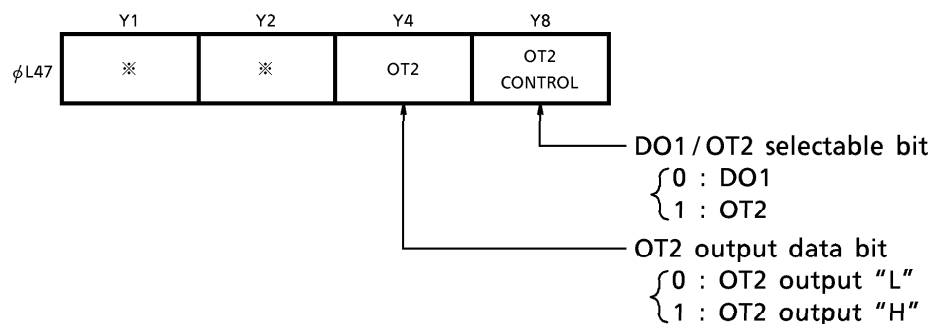 Y1 Y2 Y4 Y8
φL47 ※ ※ OT2 OT2 CONTROL
DO1/OT2 selectable bit
0 : DO1
1 : OT2
OT2 output data bit
0 : OT2 output “L”
1 : OT2 output “H”